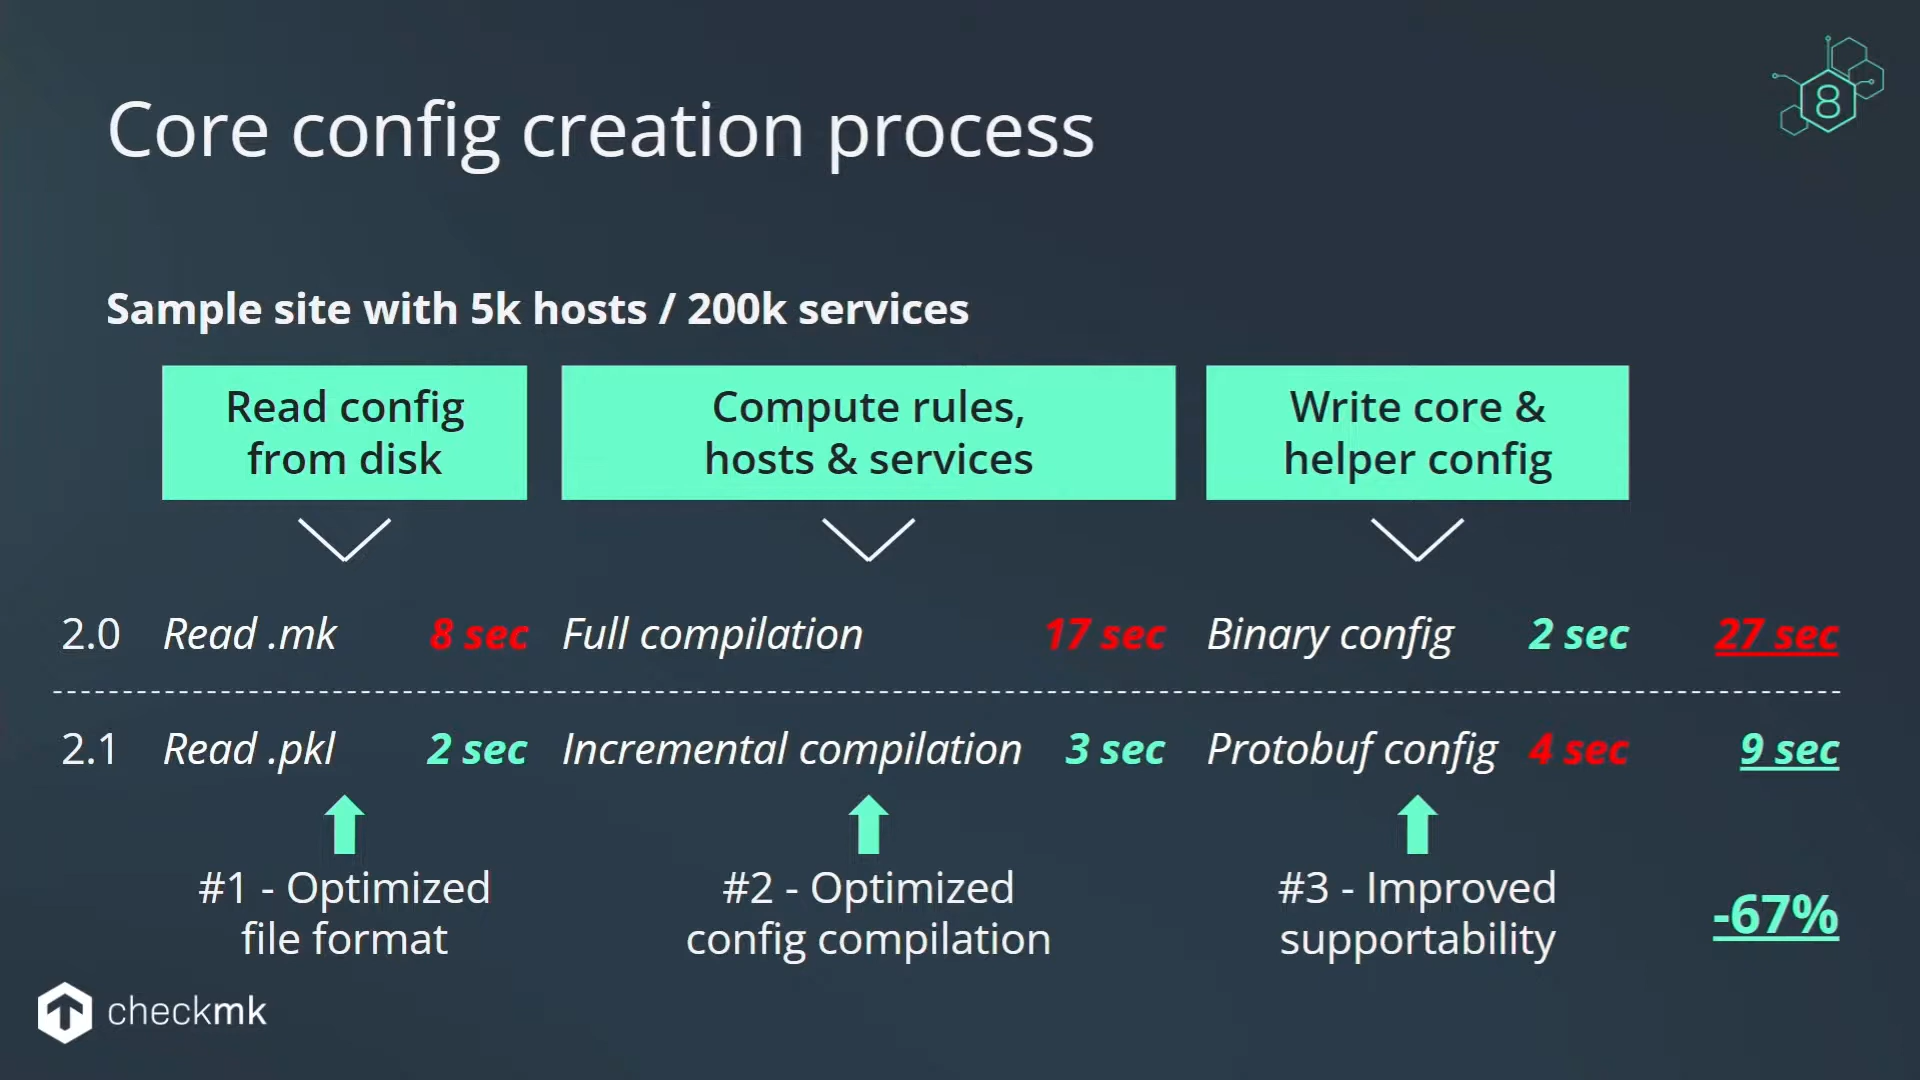 8
Core config creation process
Sample site with 5k hosts / 200k services
Read config
from disk
Compute rules,
hosts & services
Write core &
helper config
2.0 Read .mk 8 sec Full compilation 17 sec Binary config 2 sec 27 sec
2.1 Read .pkl 2 sec Incremental compilation 3 sec Protobuf config 4 sec 9 sec
#1 - Optimized
file format
#2 - Optimized
config compilation
#3 - Improved
supportability
-67%
checkmk